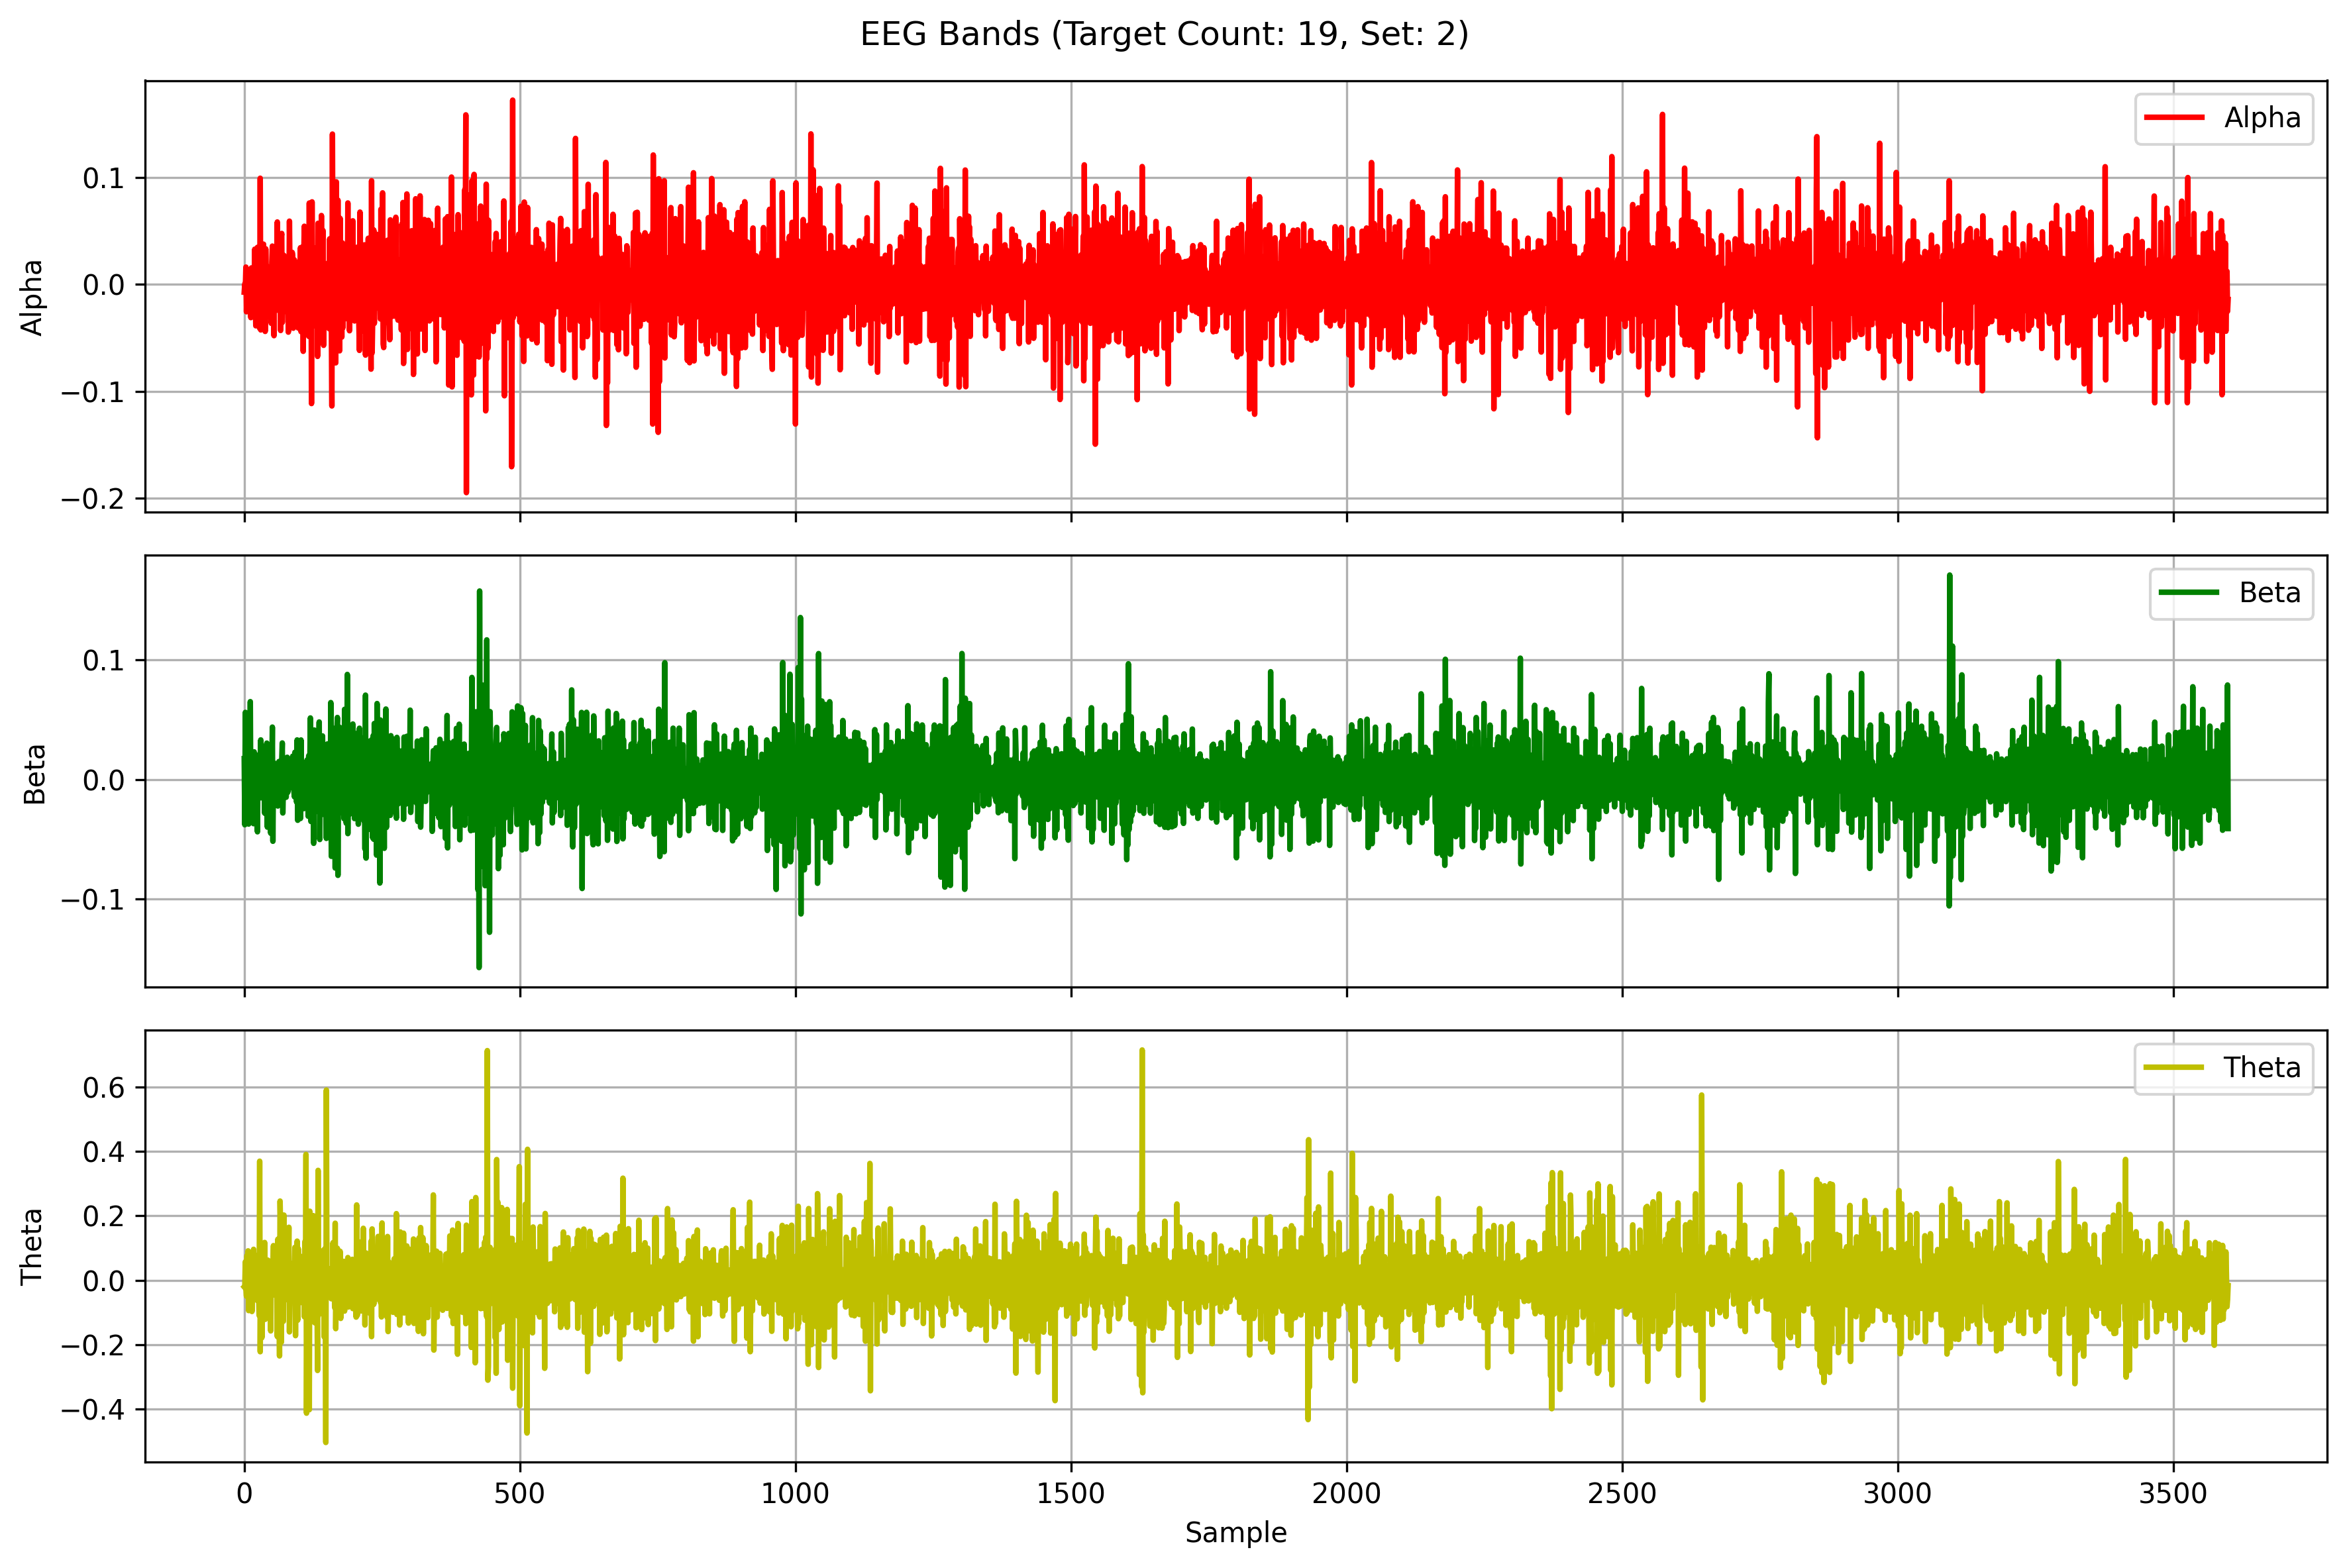 EEG Bands (Target Count: 19, Set: 2)
Alpha
0.1
0.0
−0.1
−0.2
Alpha
Beta
0.1
0.0
−0.1
Beta
Theta
0.6
0.4
0.2
0.0
−0.2
−0.4
Theta
0 500 1000 1500 2000 2500 3000 3500
Sample